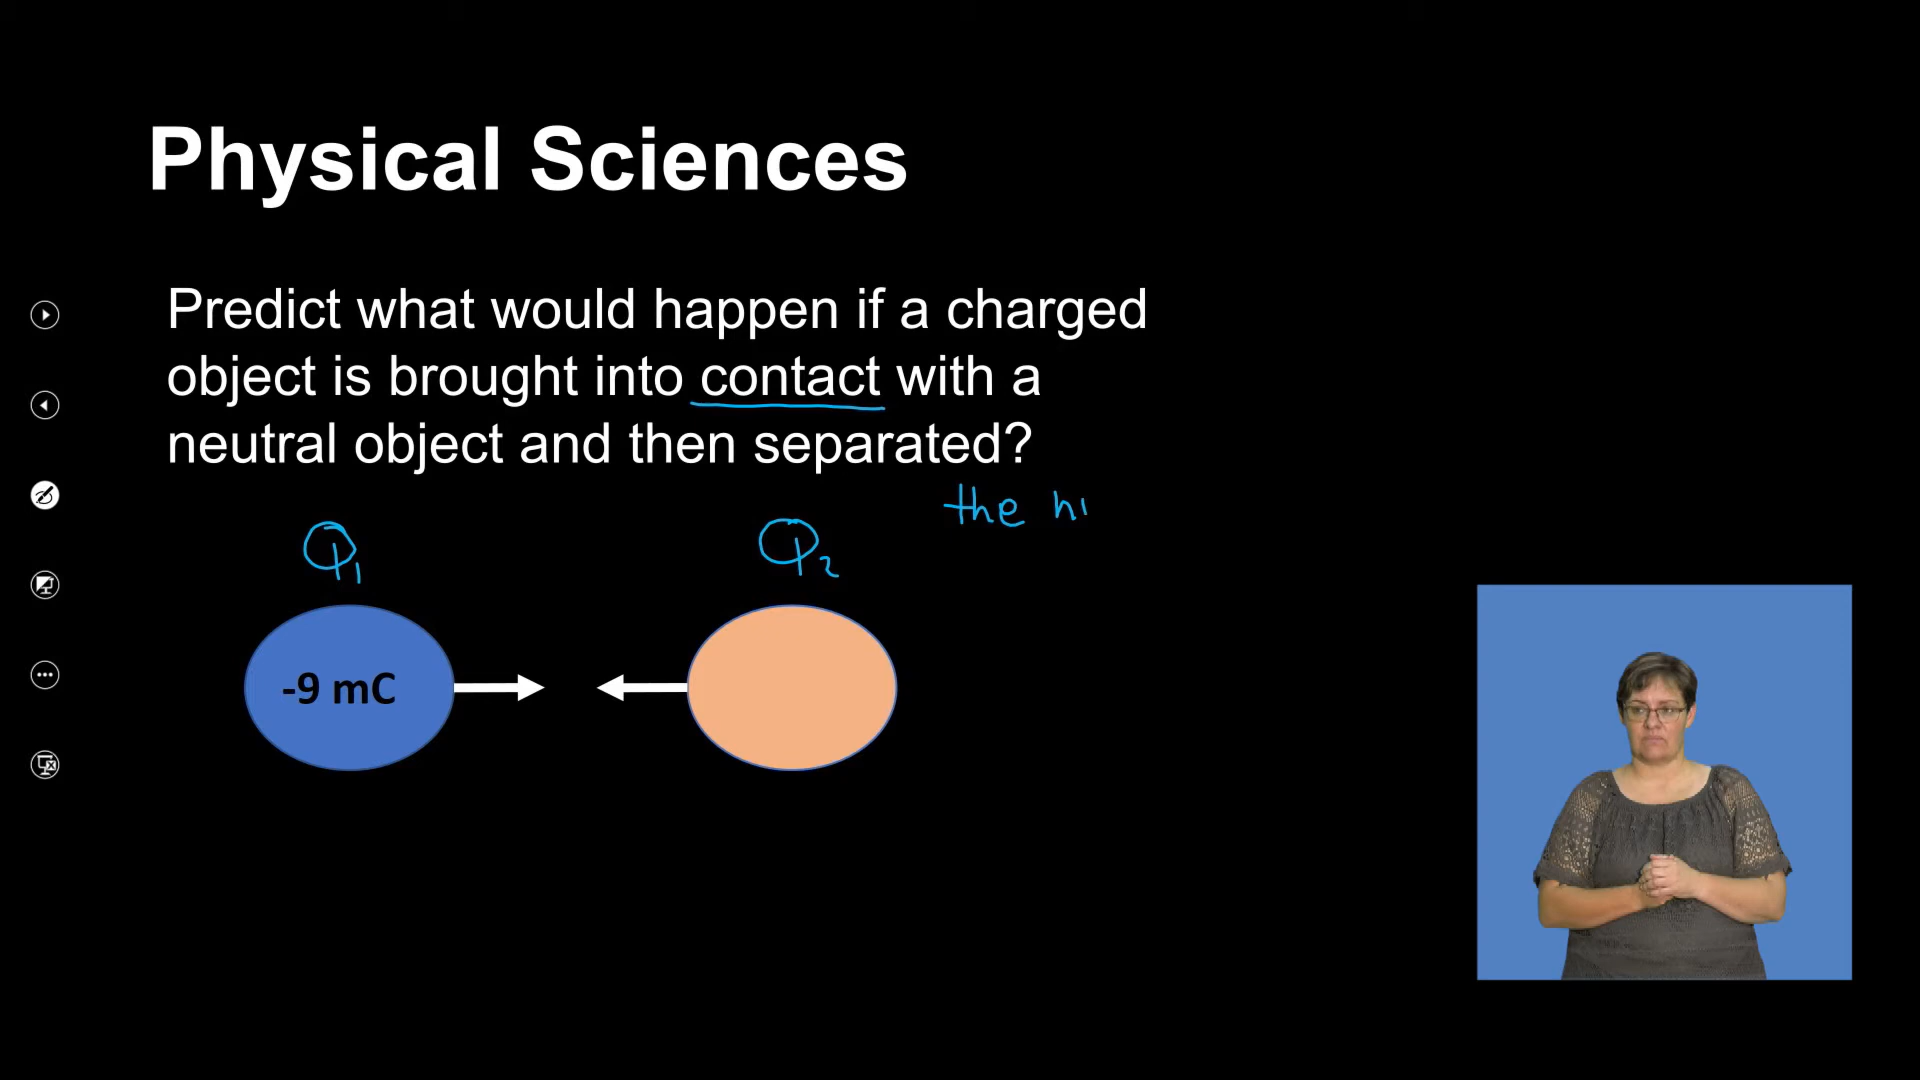 Physical Sciences
Predict what would happen if a charged
object is brought into contact with a
neutral object and then separated?
the
Q1
Q2
-9 mC